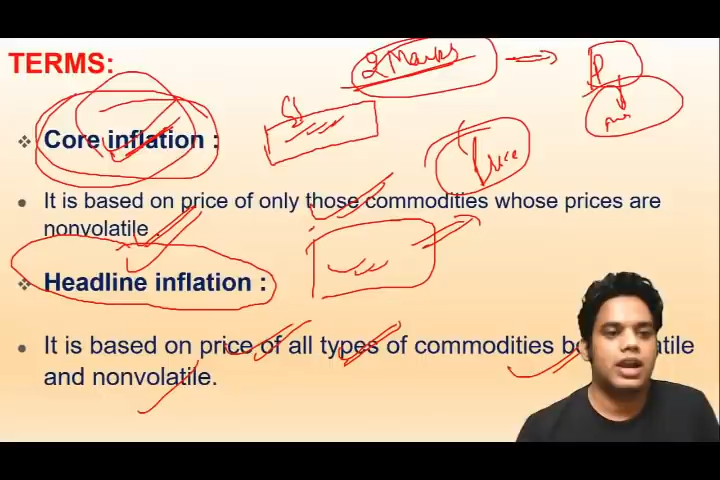 TERMS:
2 Marks
P
Core inflation :
Price
It is based on price of only those commodities whose prices are
nonvolatile
Headline inflation :
It is based on price of all types of commodities
and nonvolatile.